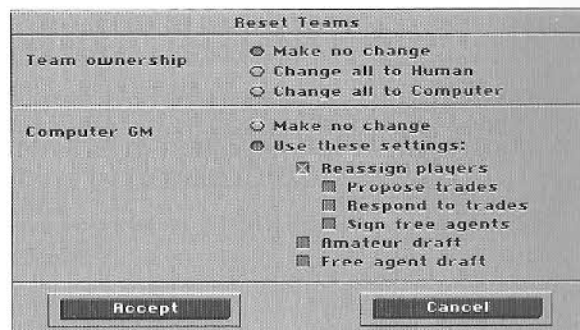 Reset Teams
Team ownership
Make no change
Change all to Human
Change all to Computer
Computer GM
Make no change
Use these settings:
Reassign players
Propose trades
Respond to trades
Sign free agents
Amateur draft
Free agent draft
Accept
Cancel